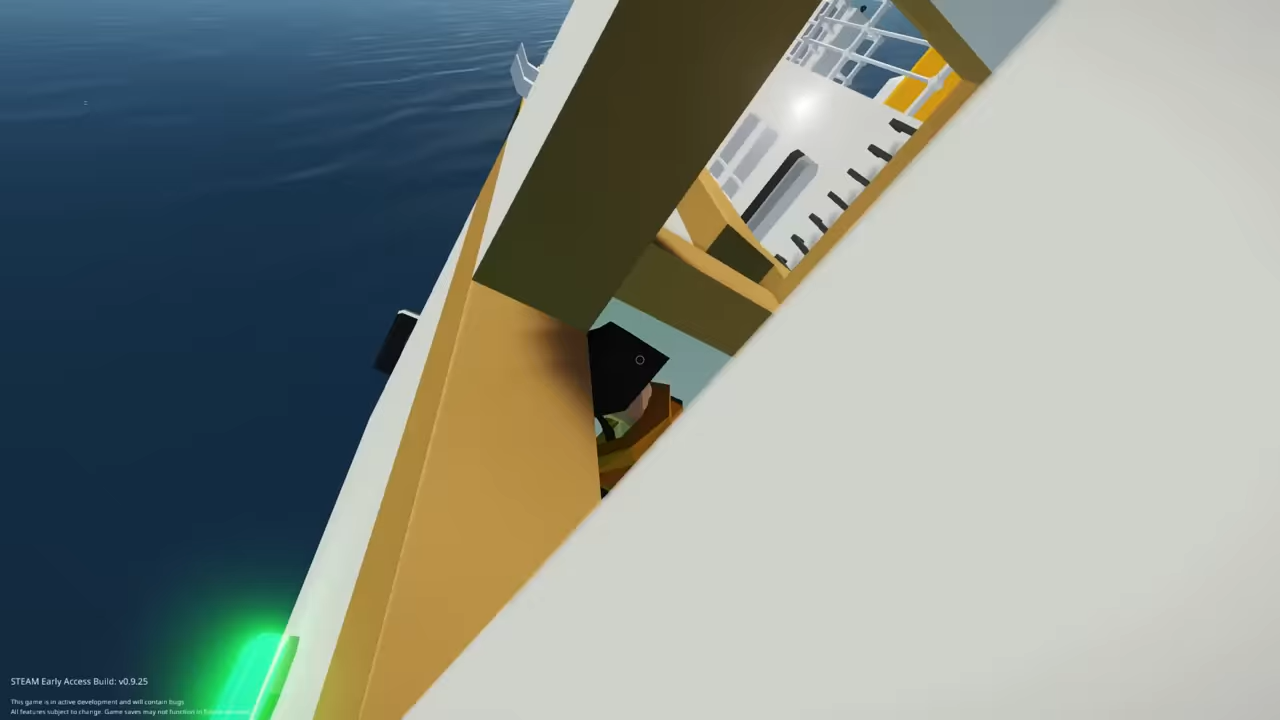 STEAM Early Access Build: v0.9.25
This game is in active development and will contain bugs
All features subject to change. Game saves may not function in